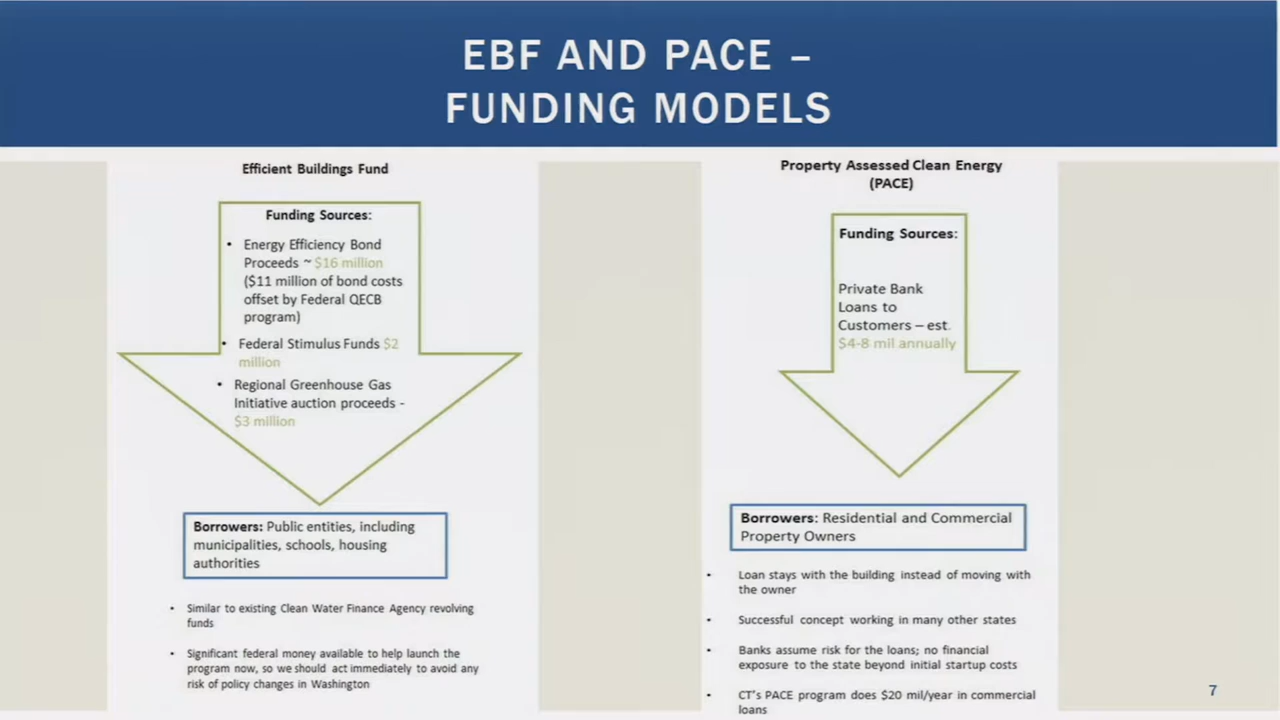 EBF AND PACE –
FUNDING MODELS
Efficient Buildings Fund
Funding Sources:
• Energy Efficiency Bond
Proceeds ~ $16 million
($11 million of bond costs
offset by Federal QECB
program)
• Federal Stimulus Funds $2
million
• Regional Greenhouse Gas
Initiative auction proceeds -
$3 million
Borrowers: Public entities, including
municipalities, schools, housing
authorities
• Similar to existing Clean Water Finance Agency revolving
funds
• Significant federal money available to help launch the
program now, so we should act immediately to avoid any
risk of policy changes in Washington
Property Assessed Clean Energy
(PACE)
Funding Sources:
Private Bank
Loans to
Customers – est.
$4-8 mil annually
Borrowers: Residential and Commercial
Property Owners
• Loan stays with the building instead of moving with
the owner
• Successful concept working in many other states
• Banks assume risk for the loans; no financial
exposure to the state beyond initial startup costs
• CT's PACE program does $20 mil/year in commercial
loans
7